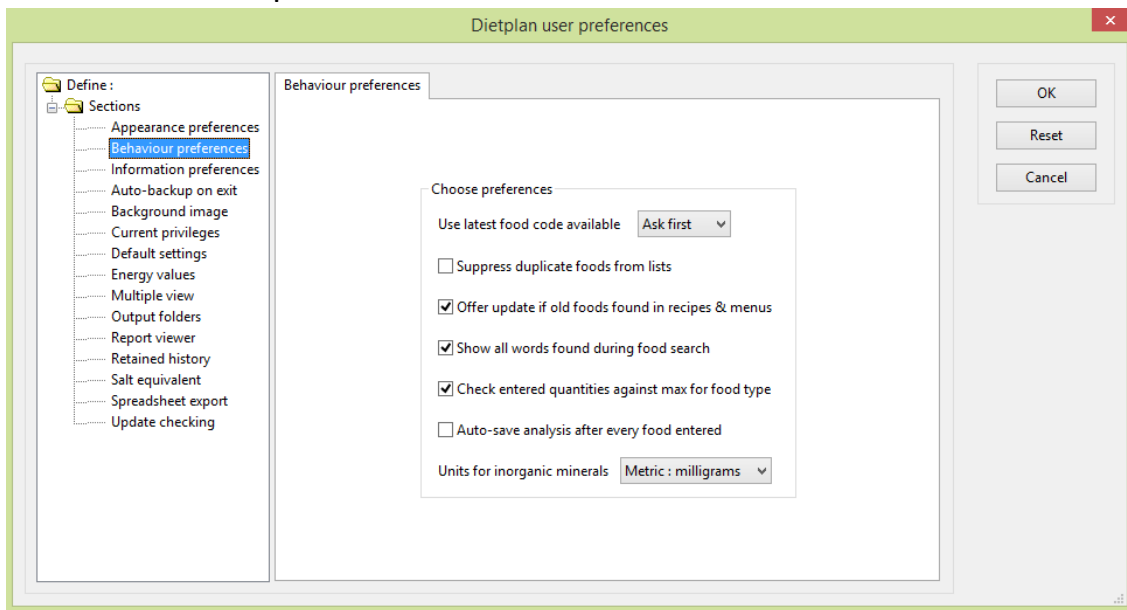 Dietplan user preferences
Define :
Sections
Appearance preferences
Behaviour preferences
Information preferences
Auto-backup on exit
Background image
Current privileges
Default settings
Energy values
Multiple view
Output folders
Report viewer
Retained history
Salt equivalent
Spreadsheet export
Update checking
Behaviour preferences
Choose preferences
Use latest food code available Ask first
Suppress duplicate foods from lists
Offer update if old foods found in recipes & menus
Show all words found during food search
Check entered quantities against max for food type
Auto-save analysis after every food entered
Units for inorganic minerals Metric : milligrams
OK
Reset
Cancel